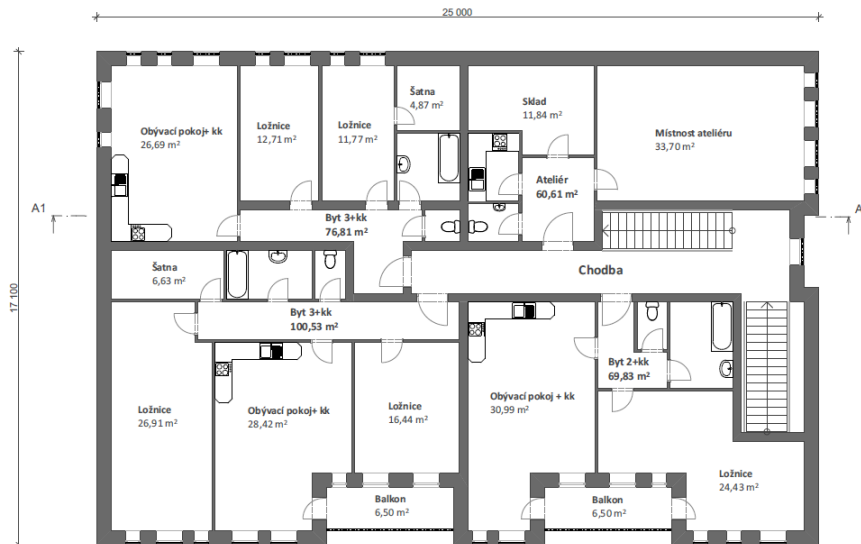 25 000
17 100
Šatna
4,87 m²
Sklad
11,84 m²
Obývací pokoj+ kk
26,69 m²
Ložnice
12,71 m²
Ložnice
11,77 m²
Místnost ateliéru
33,70 m²
Ateliér
60,61 m²
A1
A
Byt 3+kk
76,81 m²
Chodba
Šatna
6,63 m²
Byt 3+kk
100,53 m²
Byt 2+kk
69,83 m²
Ložnice
26,91 m²
Obývací pokoj+ kk
28,42 m²
Ložnice
16,44 m²
Obývací pokoj + kk
30,99 m²
Ložnice
24,43 m²
Balkon
6,50 m²
Balkon
6,50 m²